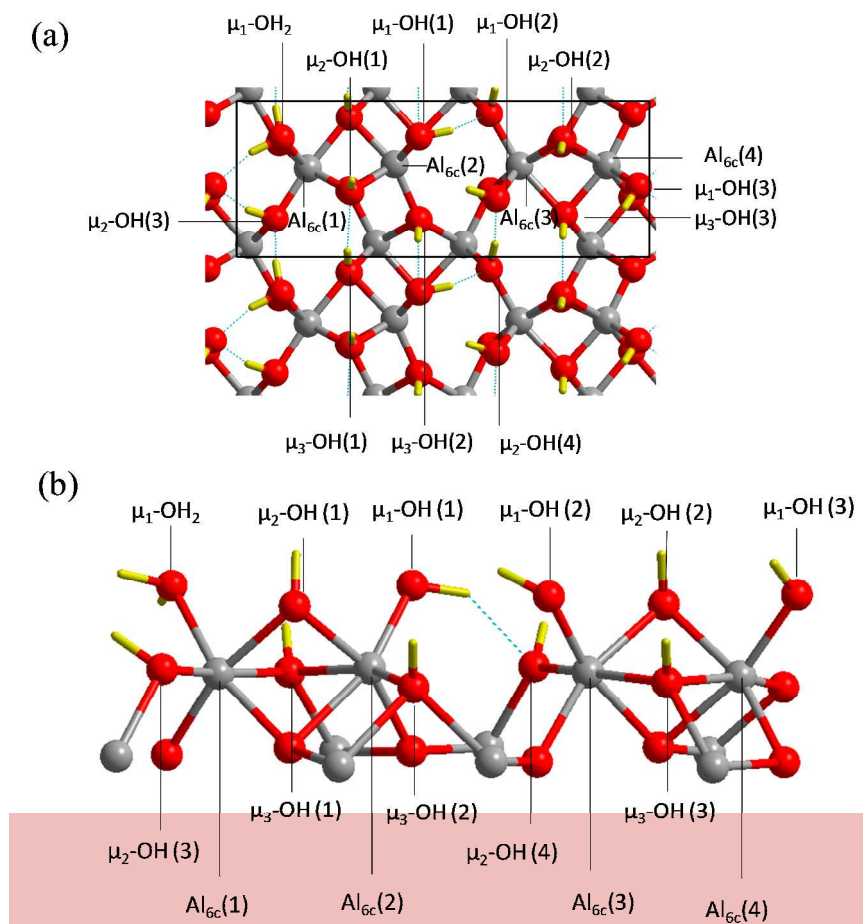 (a)
μ₁-OH₂
μ₂-OH(1)
μ₁-OH(1)
μ₁-OH(2)
μ₂-OH(2)
Al₆c(2)
Al₆c(4)
μ₁-OH(3)
μ₂-OH(3)
Al₆c(1)
Al₆c(3)
μ₃-OH(3)
μ₃-OH(1)
μ₃-OH(2)
μ₂-OH(4)
(b)
μ₁-OH₂
μ₂-OH (1)
μ₁-OH (1)
μ₁-OH (2)
μ₂-OH (2)
μ₁-OH (3)
μ₃-OH (1)
μ₃-OH (2)
μ₃-OH (3)
μ₂-OH (3)
μ₂-OH (4)
Al₆c(1)
Al₆c(2)
Al₆c(3)
Al₆c(4)